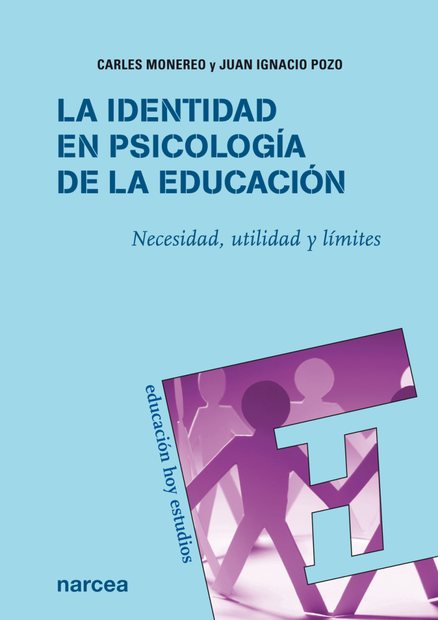 CARLES MONEREO y JUAN IGNACIO POZO
LA IDENTIDAD
EN PSICOLOGÍA
DE LA EDUCACIÓN
Necesidad, utilidad y límites
educación hoy estudios
narcea